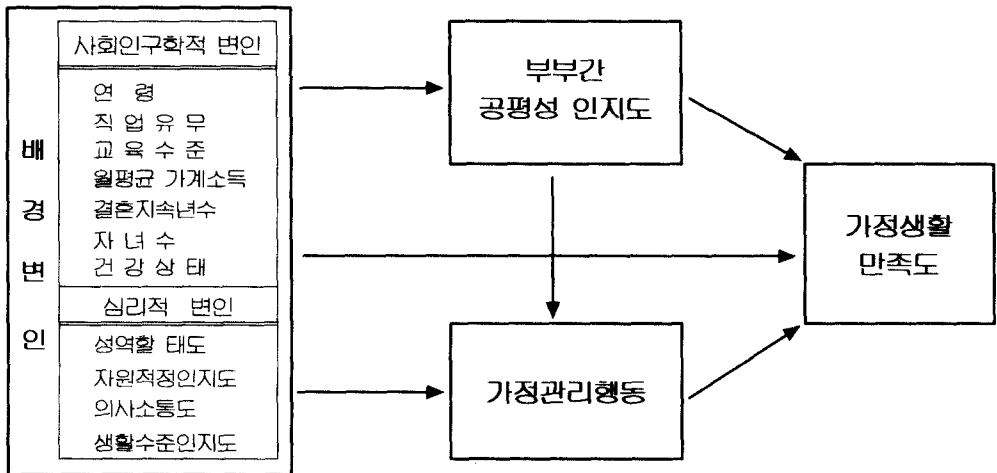 배경변인
사회인구학적 변인
연 령
직 업 유 무
교 육 수 준
월평균 가계소득
결혼지속년수
자 녀 수
건 강 상 태
심리적 변인
성역할 태도
자원적정인지도
의사소통도
생활수준인지도
부부간
공평성 인지도
가정관리행동
가정생활
만족도